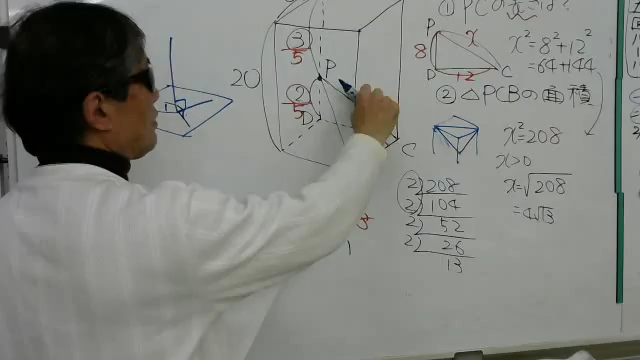 ① PCの長さは?
P
x
8
D
12
C
x²=8²+12²
=64+144
② △PCBの面積
x²=208
x>0
x=√208
=4√13
2)208
2)104
2)52
2)26
13
20
③
5
P
②
5
D
C